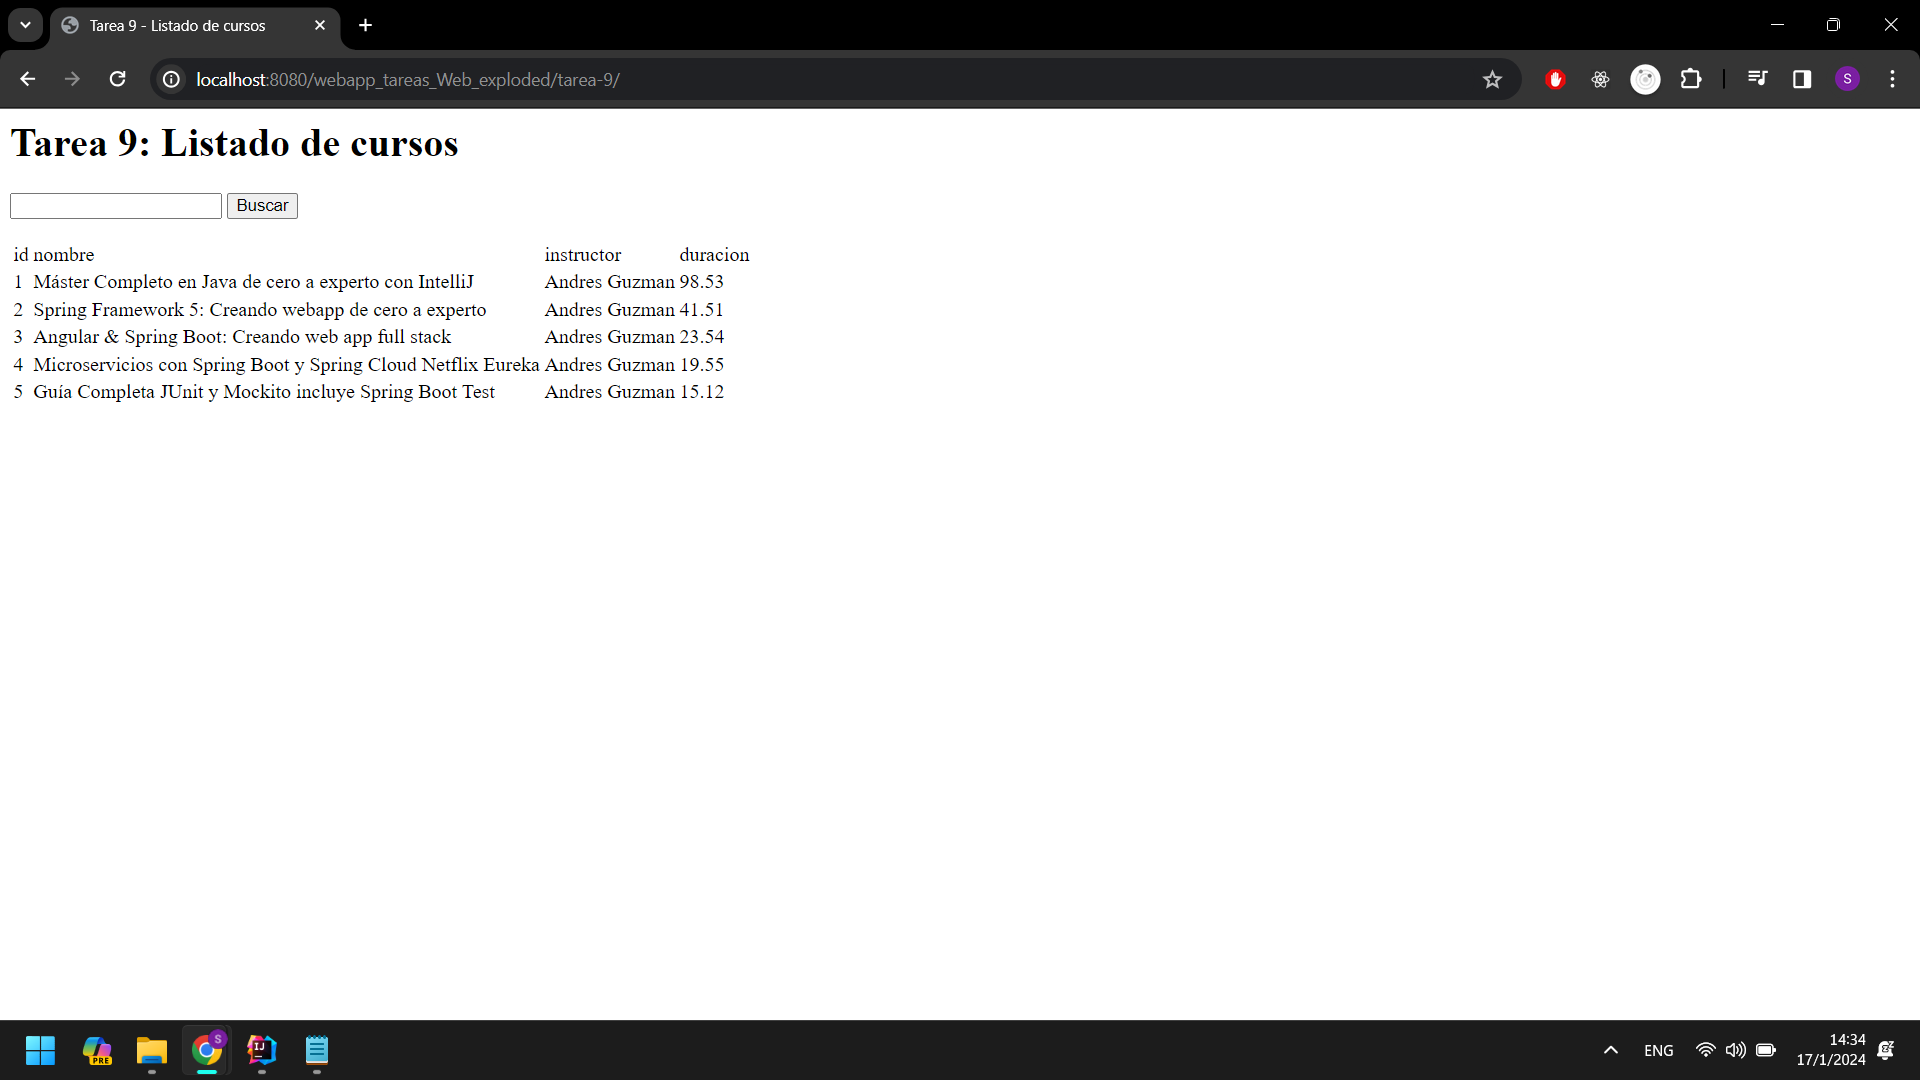 Tarea 9 - Listado de cursos
localhost:8080/webapp_tareas_Web_exploded/tarea-9/
S
Tarea 9: Listado de cursos
Buscar
id nombre instructor duracion
1 Máster Completo en Java de cero a experto con IntelliJ Andres Guzman 98.53
2 Spring Framework 5: Creando webapp de cero a experto Andres Guzman 41.51
3 Angular & Spring Boot: Creando web app full stack Andres Guzman 23.54
4 Microservicios con Spring Boot y Spring Cloud Netflix Eureka Andres Guzman 19.55
5 Guía Completa JUnit y Mockito incluye Spring Boot Test Andres Guzman 15.12
PRE
S
IJ
ENG
14:34
17/1/2024